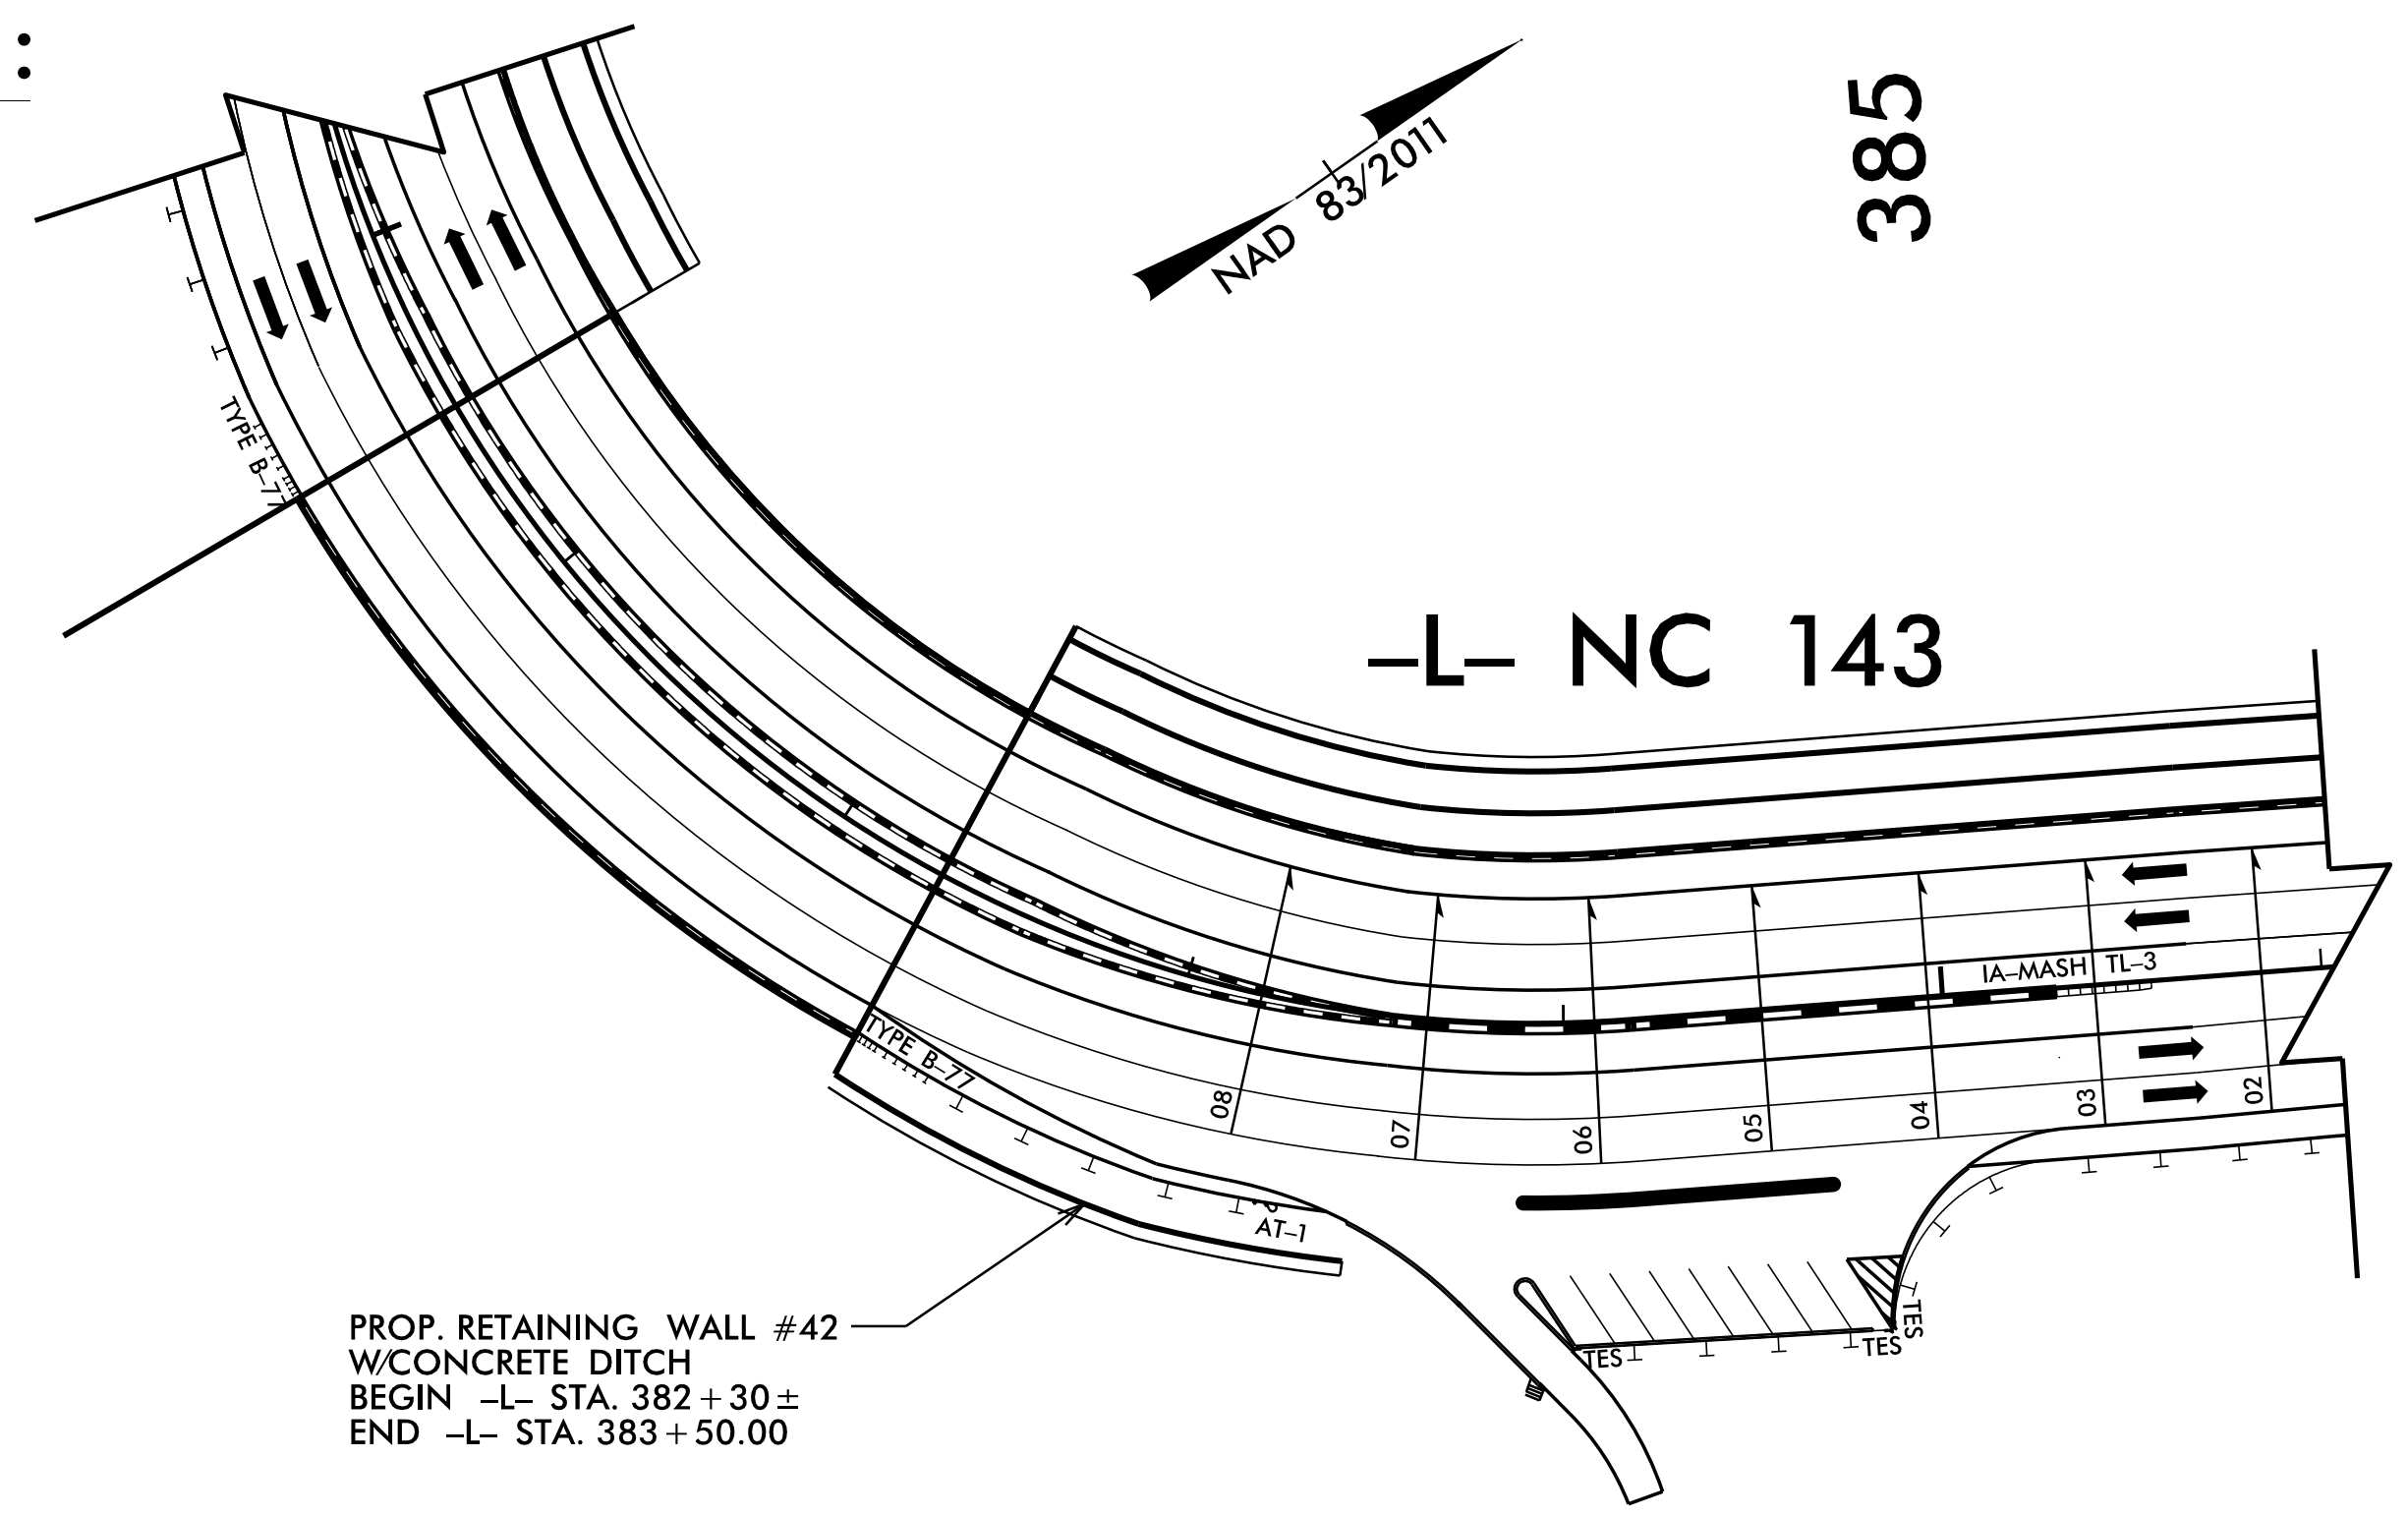 385
NAD 83/2011
-L- NC 143
TYPE B-77
IA-MASH TL-3
TYPE B-77
08
07
06
05
04
03
02
AT-1
TES
TES
TES
PROP. RETAINING WALL #42
W/CONCRETE DITCH
BEGIN -L- STA. 382+30±
END -L- STA. 383+50.00